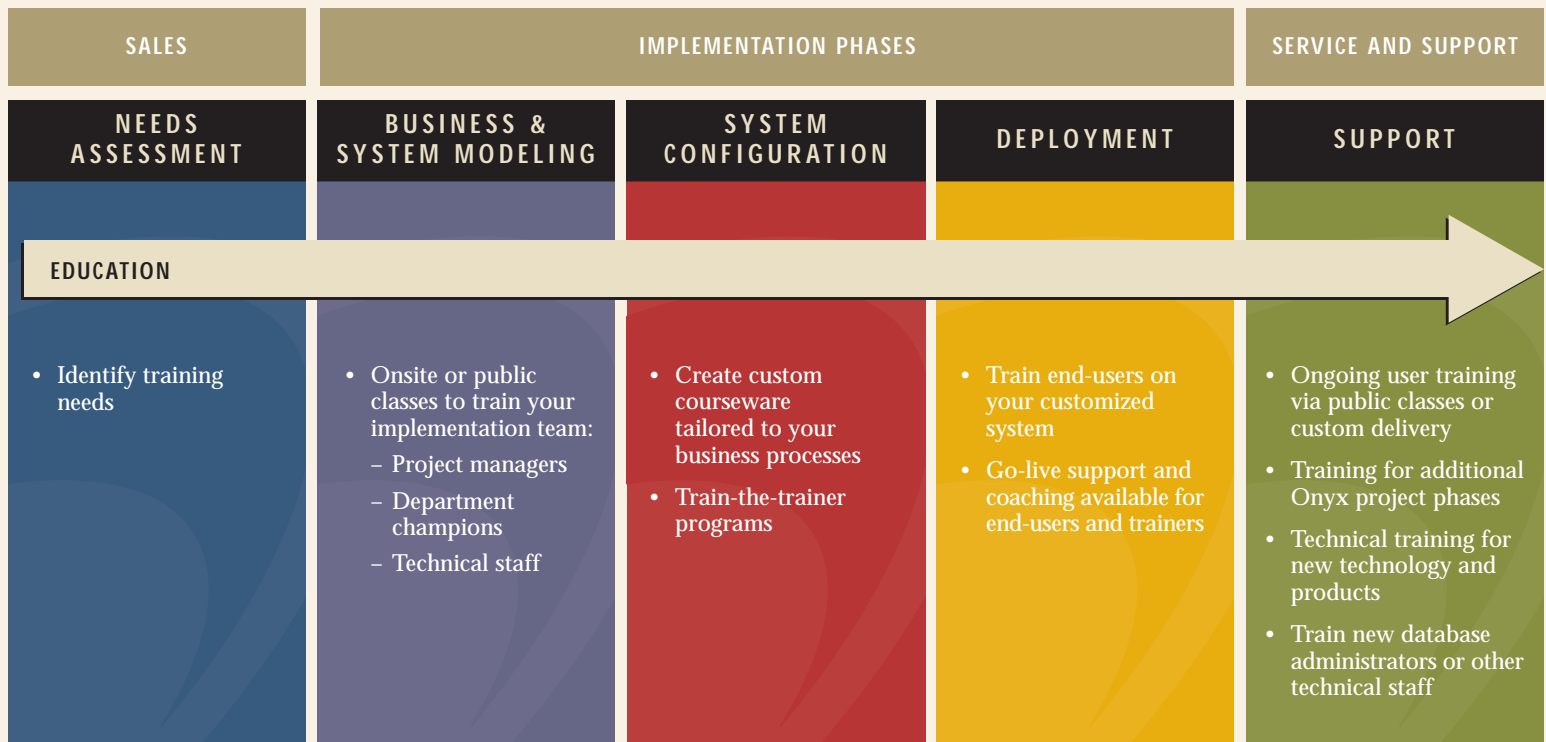 SALES
IMPLEMENTATION PHASES
SERVICE AND SUPPORT
NEEDS
ASSESSMENT
BUSINESS &
SYSTEM MODELING
SYSTEM
CONFIGURATION
DEPLOYMENT
SUPPORT
EDUCATION
• Identify training
needs
• Onsite or public
classes to train your
implementation team:
– Project managers
– Department
champions
– Technical staff
• Create custom
courseware
tailored to your
business processes
• Train-the-trainer
programs
• Train end-users on
your customized
system
• Go-live support and
coaching available for
end-users and trainers
• Ongoing user training
via public classes or
custom delivery
• Training for additional
Onyx project phases
• Technical training for
new technology and
products
• Train new database
administrators or other
technical staff